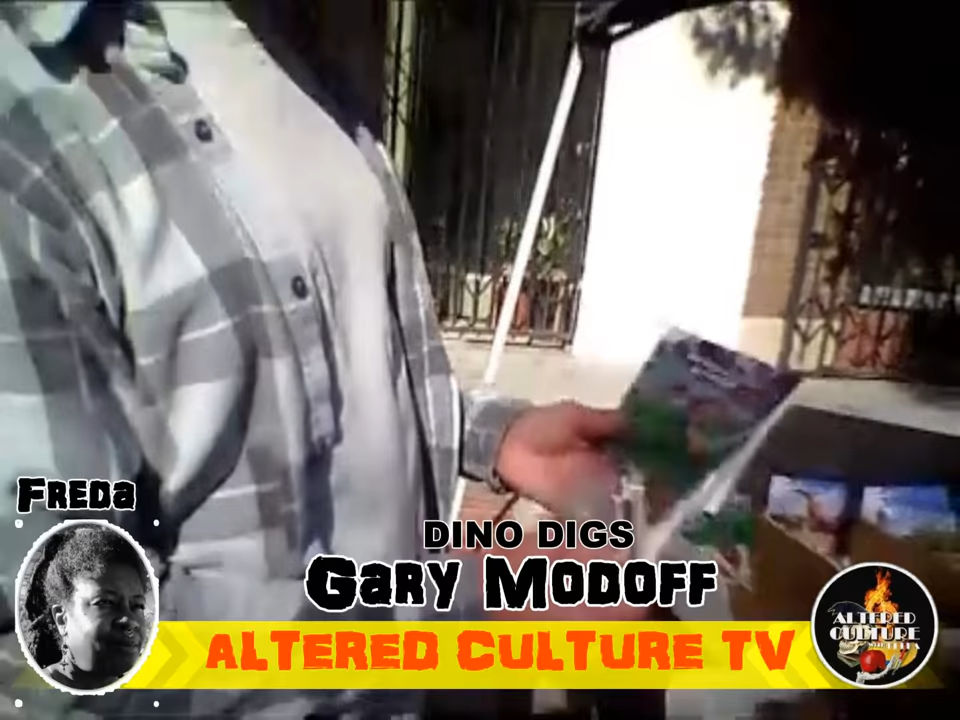 FREDA
DINO DIGS
GARY MODOFF
ALTERED CULTURE TV
ALTERED
CULTURE